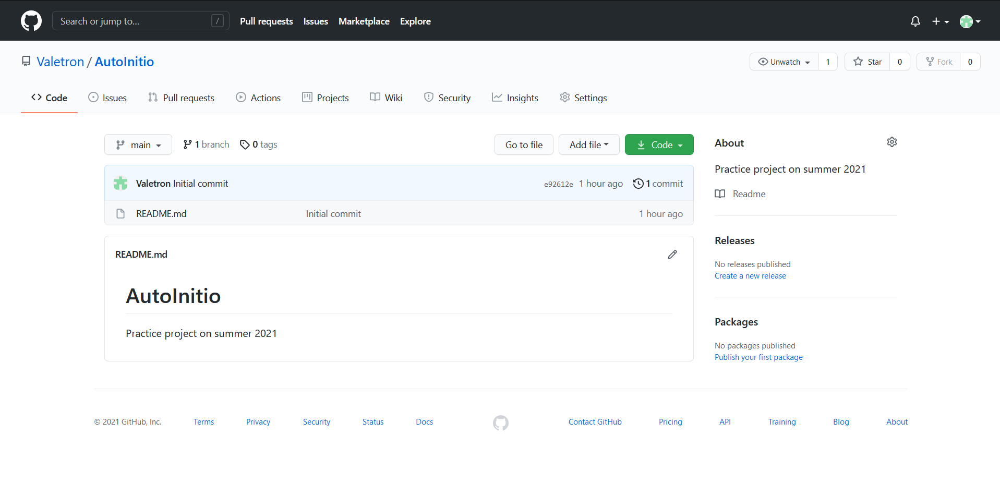 Search or jump to... / Pull requests Issues Marketplace Explore
Valetron / AutoInitio Unwatch 1 Star 0 Fork 0
Code Issues Pull requests Actions Projects Wiki Security Insights Settings
main 1 branch 0 tags Go to file Add file Code
Valetron Initial commit e92612e 1 hour ago 1 commit
README.md Initial commit 1 hour ago
README.md
AutoInitio
Practice project on summer 2021
About
Practice project on summer 2021
Readme
Releases
No releases published
Create a new release
Packages
No packages published
Publish your first package
© 2021 GitHub, Inc. Terms Privacy Security Status Docs Contact GitHub Pricing API Training Blog About